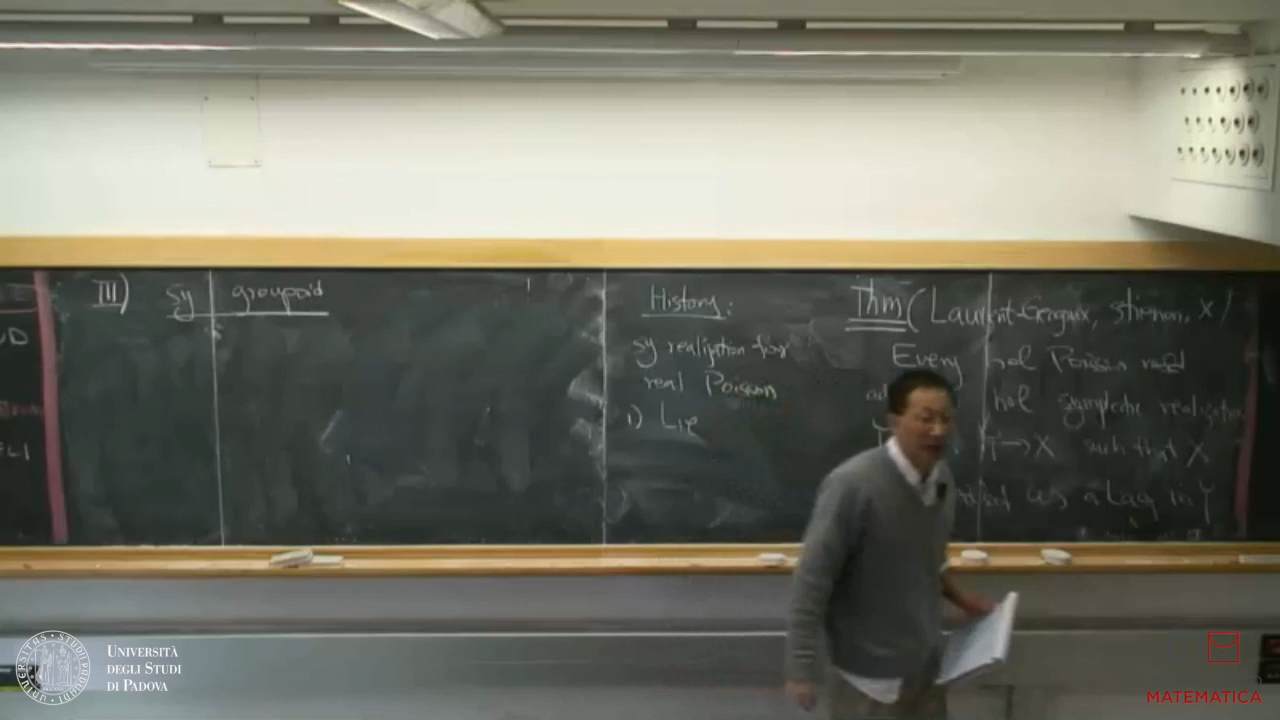 III) sy groupoid
History:
sy realization for
real Poisson
1) Lie
Thm (Laurent-Gengoux, Stienon, X)
Every hol Poisson mfd
hol symplectic realization
Y → X such that X
as a Lag in Y
UNIVERSITÀ
DEGLI STUDI
DI PADOVA
MATEMATICA